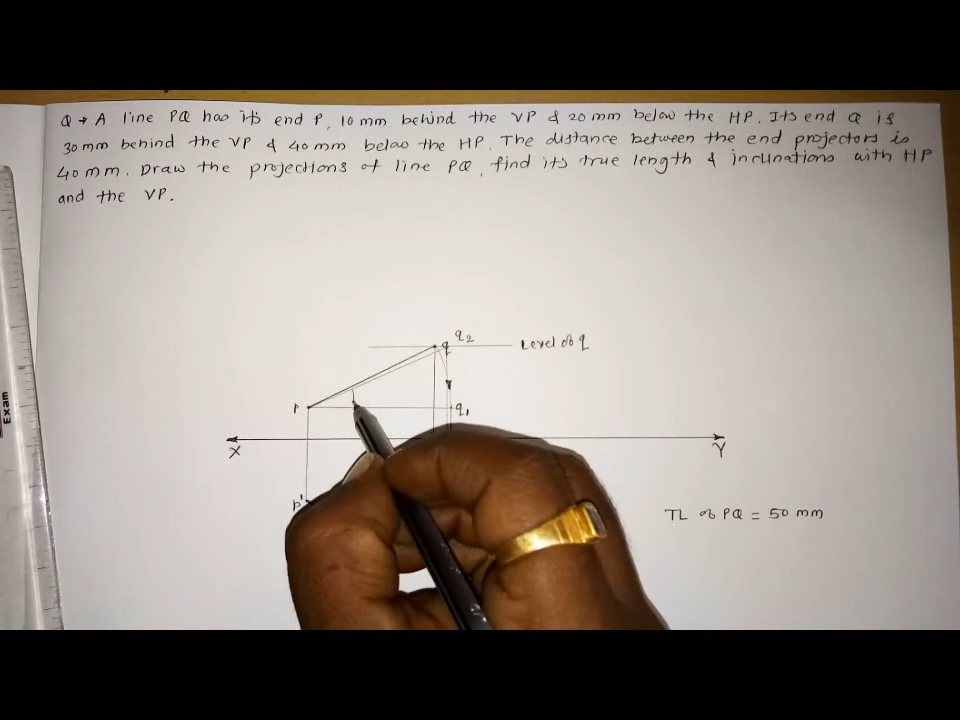 Q → A line PQ has its end P, 10 mm behind the VP & 20 mm below the HP. Its end Q is
30 mm behind the VP & 40 mm below the HP. The distance between the end projectors is
40 mm. Draw the projections of line PQ, find its true length & inclinations with HP
and the VP.
q2
q
Level of q
P
q1
X
Y
P'
TL of PQ = 50 mm
Exam